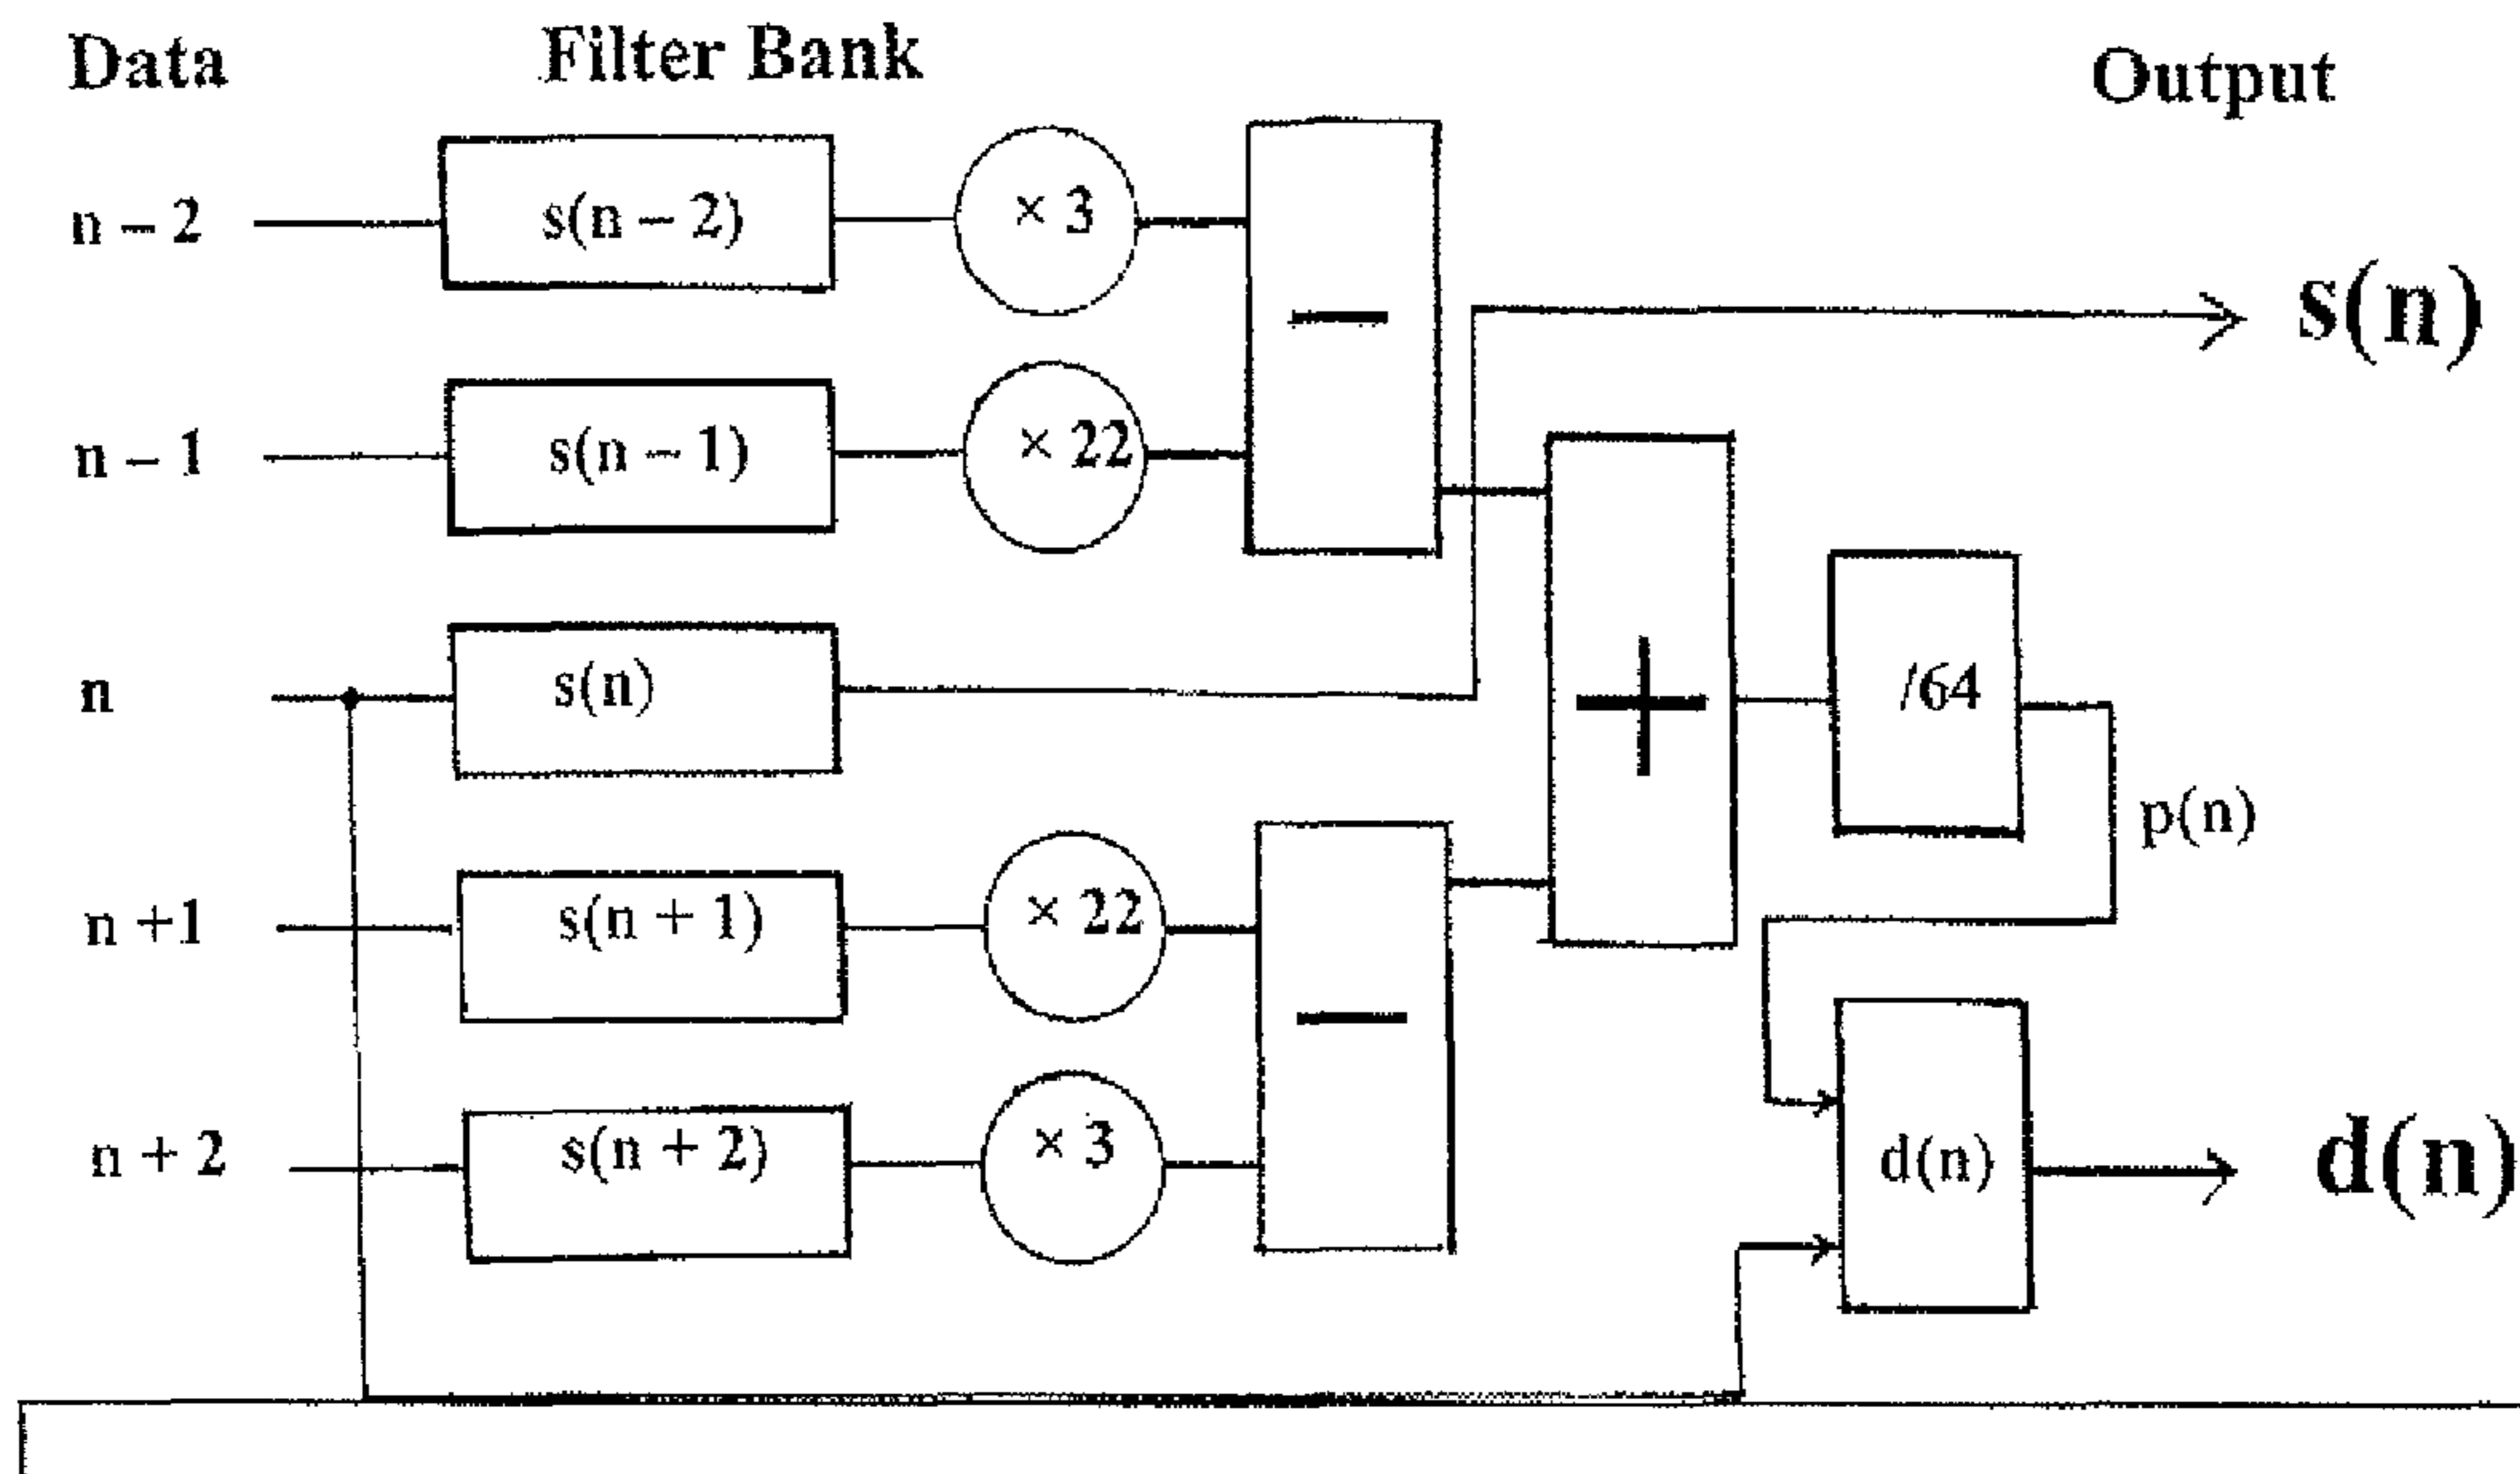 Data Filter Bank Output
n – 2 s(n – 2) × 3
—
s(n)
n – 1 s(n – 1) × 22
n s(n)
+
/64
p(n)
n +1 s(n + 1) × 22
—
n + 2 s(n + 2) × 3
d(n) d(n)